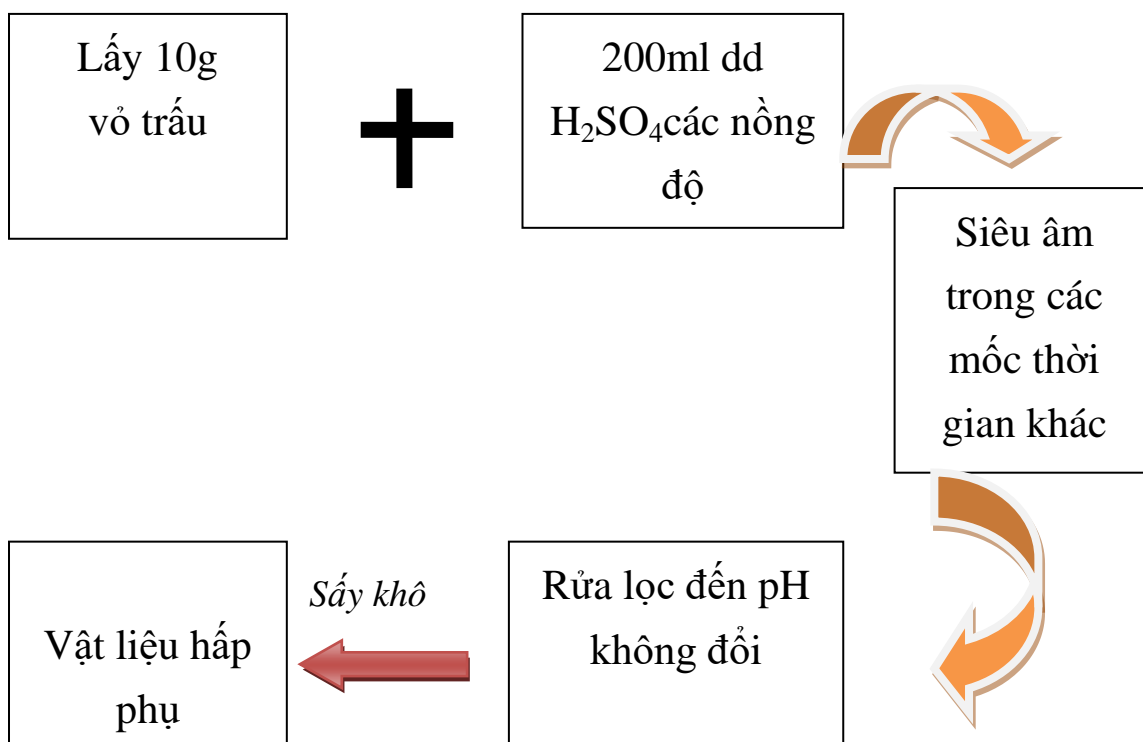 Lấy 10g
vỏ trấu
200ml dd
H₂SO₄các nồng
độ
Siêu âm
trong các
mốc thời
gian khác
Rửa lọc đến pH
không đổi
Sấy khô
Vật liệu hấp
phụ